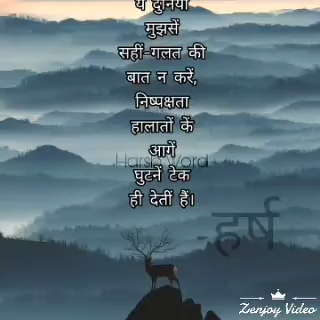 ये दुनिया
मुझसें
सहीं-गलत की
बात न करें,
निष्पक्षता
हालातों कें
आगें
Harsh Word
घुटनें टेक
ही देतीं हैं।
-हर्ष
Zenjoy Video